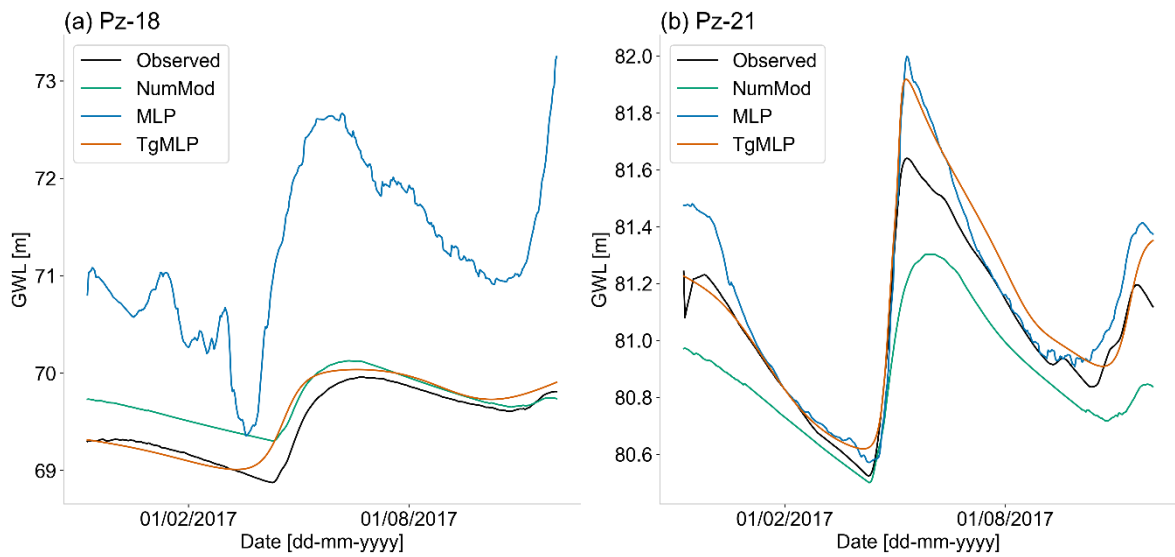 (a) Pz-18
Observed
NumMod
MLP
TgMLP
GWL [m]
73
72
71
70
69
01/02/2017
01/08/2017
Date [dd-mm-yyyy]
(b) Pz-21
Observed
NumMod
MLP
TgMLP
GWL [m]
82.0
81.8
81.6
81.4
81.2
81.0
80.8
80.6
01/02/2017
01/08/2017
Date [dd-mm-yyyy]